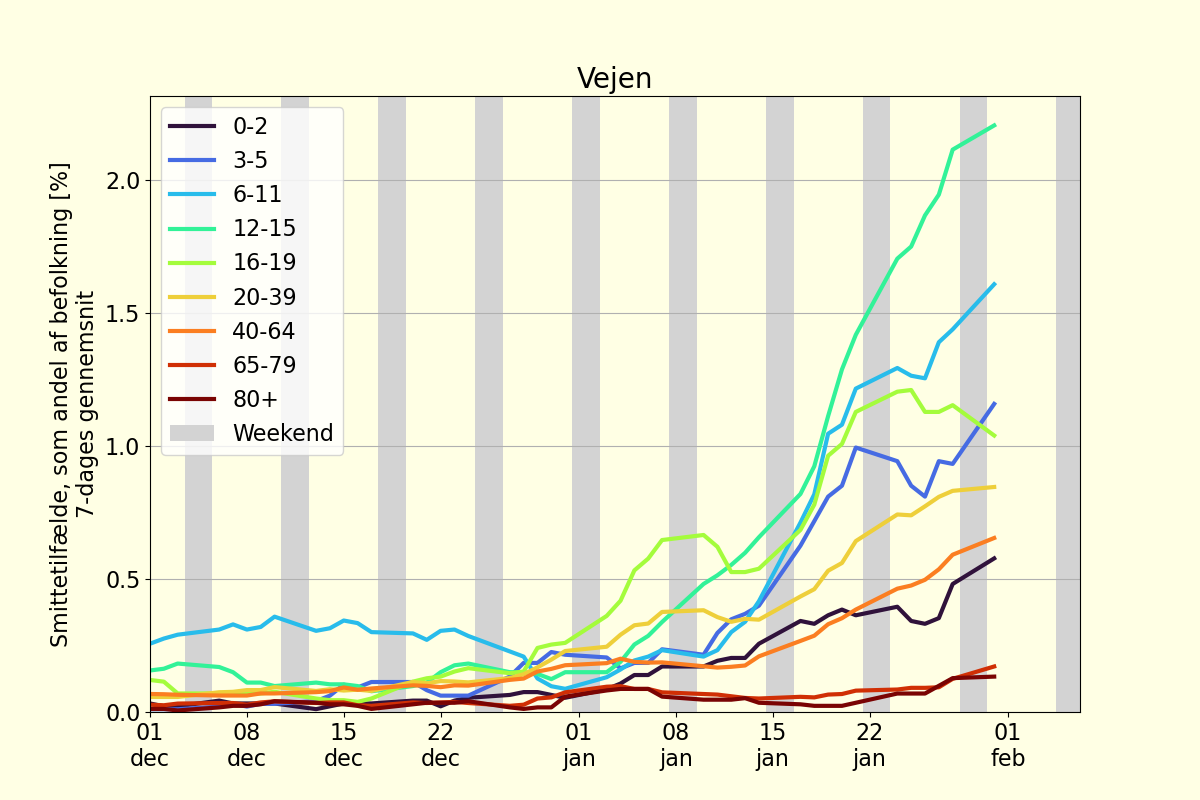 Vejen
Smittetilfælde, som andel af befolkning [%]
7-dages gennemsnit
2.0
1.5
1.0
0.5
0.0
0-2
3-5
6-11
12-15
16-19
20-39
40-64
65-79
80+
Weekend
01 08 15 22 01 08 15 22 01
dec dec dec dec jan jan jan jan feb